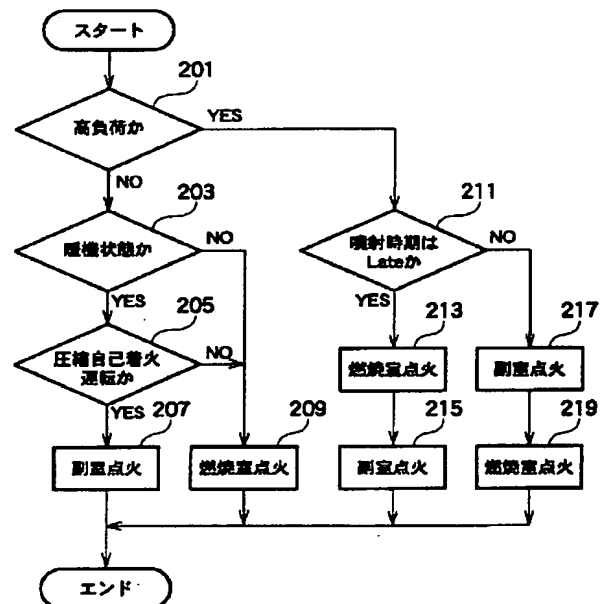 スタート
201
高負荷か
YES
NO
203
暖機状態か
NO
YES
205
圧縮自己着火
運転か
NO
YES
207
副室点火
209
燃焼室点火
211
噴射時期は
Lateか
NO
YES
213
燃焼室点火
215
副室点火
217
副室点火
219
燃焼室点火
エンド